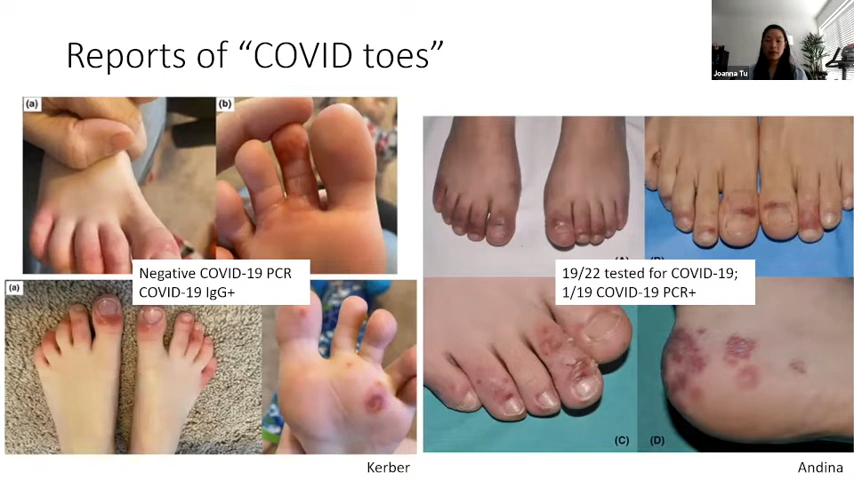 Reports of “COVID toes”
Joanna Tu
(a)
(b)
Negative COVID-19 PCR
COVID-19 IgG+
(a)
Kerber
19/22 tested for COVID-19;
1/19 COVID-19 PCR+
(C)
(D)
Andina